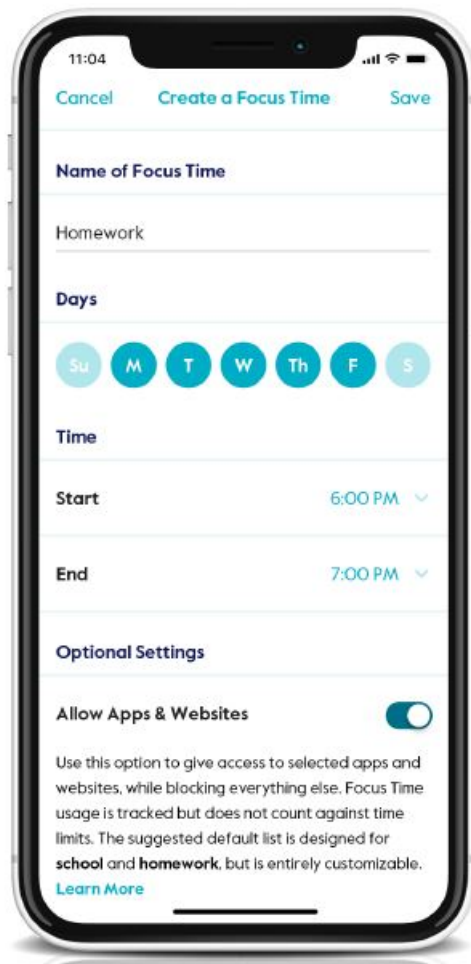 11:04
Cancel Create a Focus Time Save
Name of Focus Time
Homework
Days
Su M T W Th F S
Time
Start 6:00 PM
End 7:00 PM
Optional Settings
Allow Apps & Websites
Use this option to give access to selected apps and
websites, while blocking everything else. Focus Time
usage is tracked but does not count against time
limits. The suggested default list is designed for
school and homework, but is entirely customizable.
Learn More